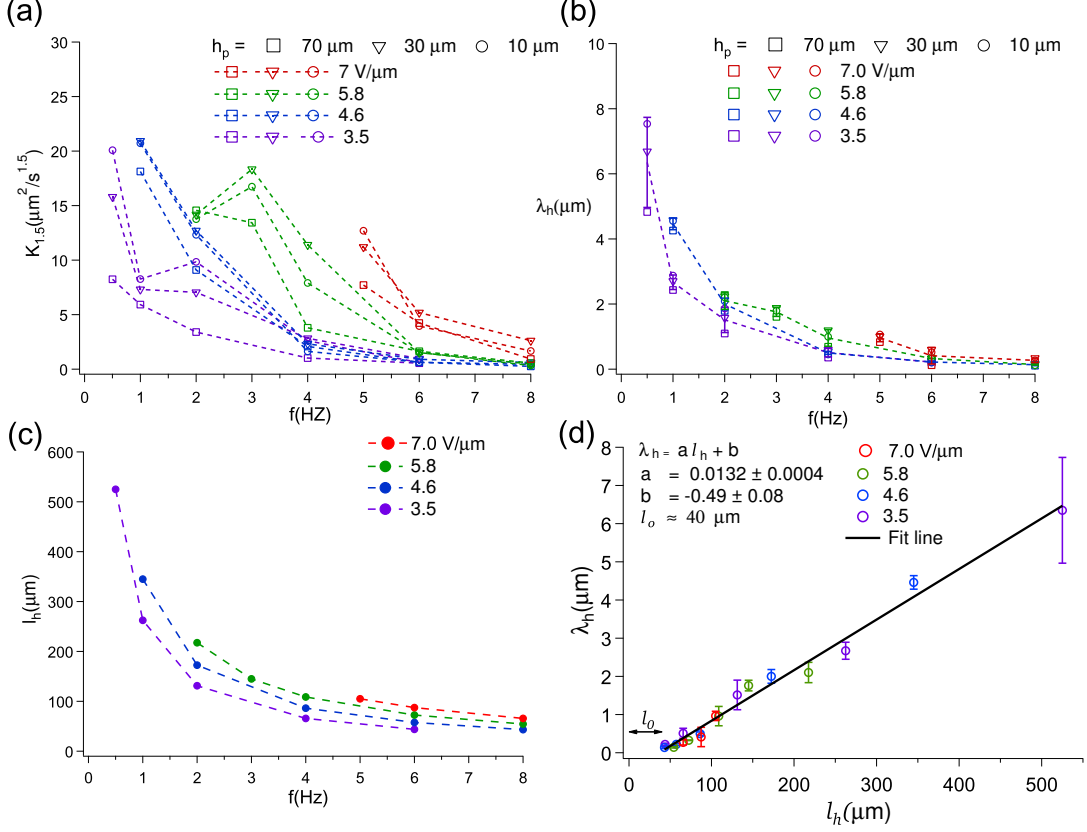 (a)
h_p = 70 μm 30 μm 10 μm
7 V/μm
5.8
4.6
3.5
K_1.5(μm^2/s^1.5)
30
25
20
15
10
5
0
0 1 2 3 4 5 6 7 8
f(HZ)
(b)
h_p = 70 μm 30 μm 10 μm
7.0 V/μm
5.8
4.6
3.5
λ_h(μm)
10
8
6
4
2
0
0 1 2 3 4 5 6 7 8
f(Hz)
(c)
7.0 V/μm
5.8
4.6
3.5
l_h(μm)
600
500
400
300
200
100
0
0 1 2 3 4 5 6 7 8
f(Hz)
(d)
λ_h = a l_h + b
a = 0.0132 ± 0.0004
b = -0.49 ± 0.08
l_o ≈ 40 μm
7.0 V/μm
5.8
4.6
3.5
Fit line
l_0
λ_h(μm)
8
7
6
5
4
3
2
1
0
0 100 200 300 400 500
l_h(μm)